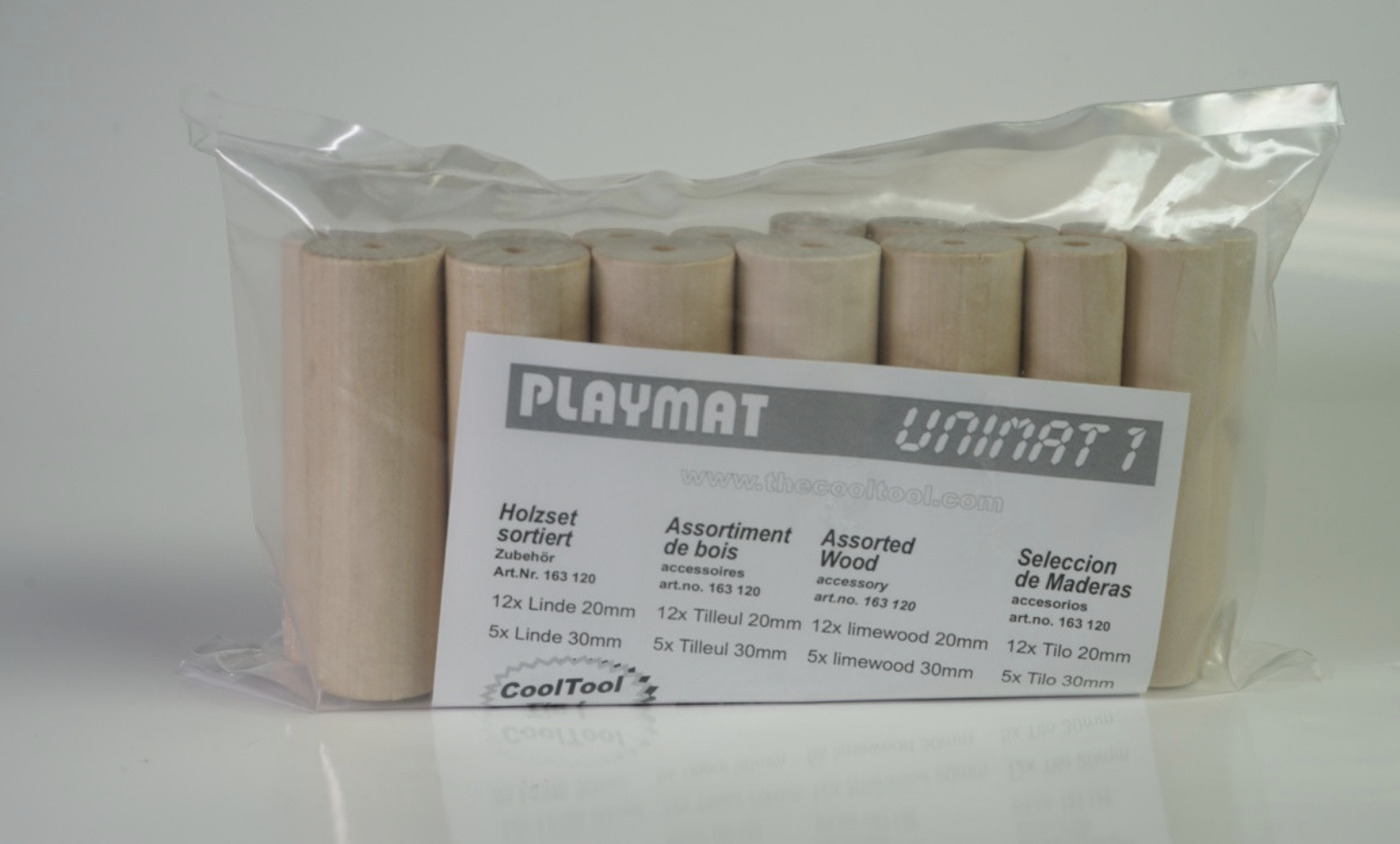 PLAYMAT UNIMAT 1
www.thecooltool.com
Holzset
sortiert
Zubehör
Art.Nr. 163 120
12x Linde 20mm
5x Linde 30mm
Assortiment
de bois
accessoires
art.no. 163 120
12x Tilleul 20mm
5x Tilleul 30mm
Assorted
Wood
accessory
art.no. 163 120
12x limewood 20mm
5x limewood 30mm
Seleccion
de Maderas
accesorios
art.no. 163 120
12x Tilo 20mm
5x Tilo 30mm
CoolTool